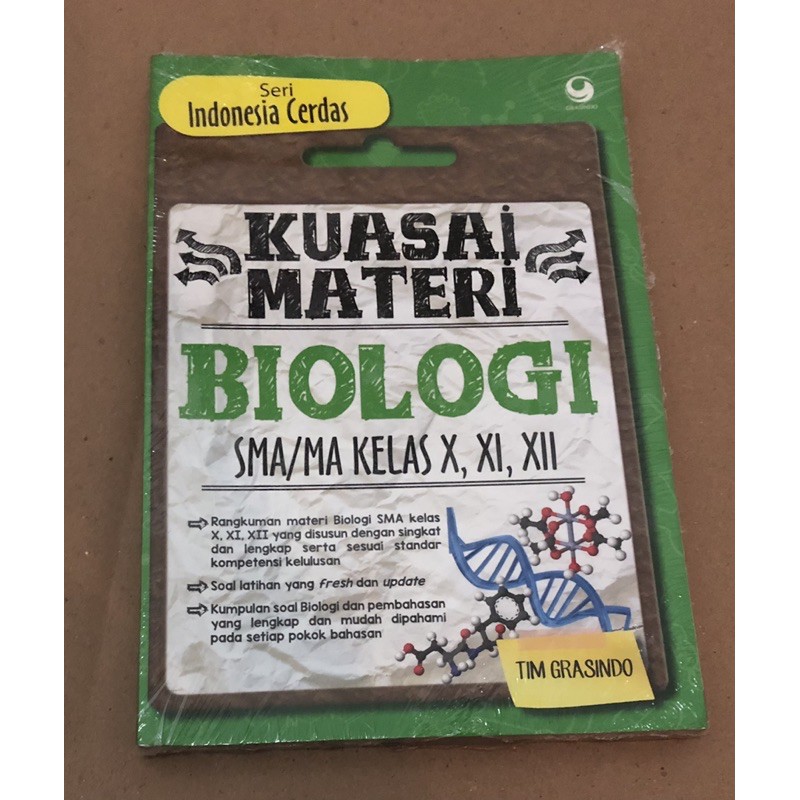 Seri
Indonesia Cerdas
GRASINDO
KUASAI
MATERI
BIOLOGI
SMA/MA KELAS X, XI, XII
Rangkuman materi Biologi SMA kelas
X, XI, XII yang disusun dengan singkat
dan lengkap serta sesuai standar
kompetensi kelulusan
Soal latihan yang fresh dan update
Kumpulan soal Biologi dan pembahasan
yang lengkap dan mudah dipahami
pada setiap pokok bahasan
TIM GRASINDO